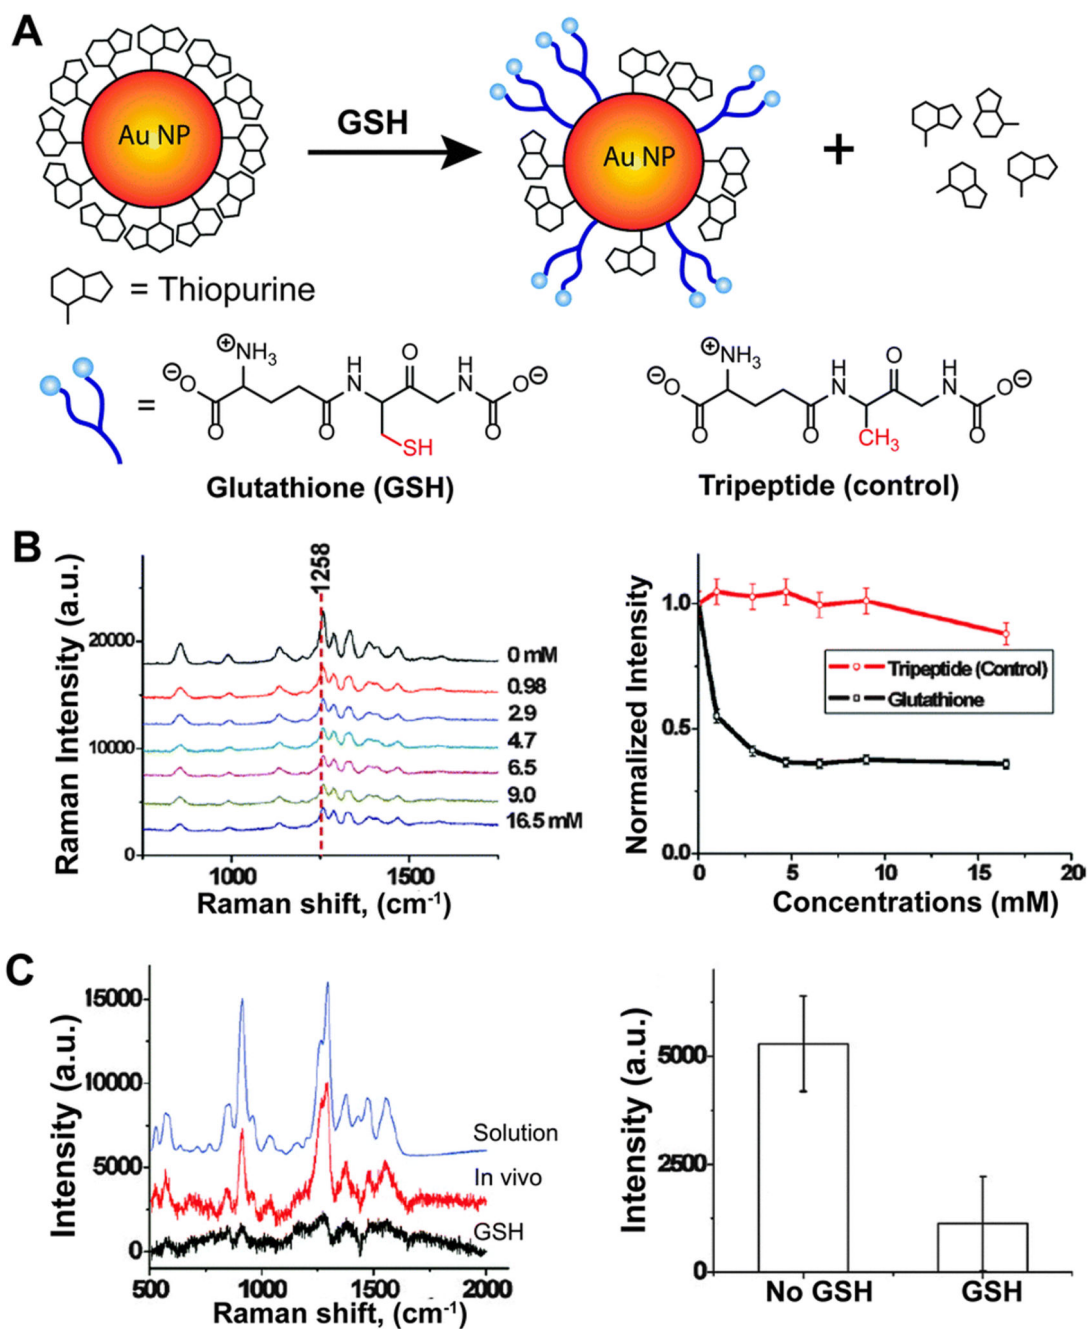 A
Au NP
GSH
Au NP
+
= Thiopurine
=
⊕
NH₃
⊖
O
O
O
H
N
O
SH
H
N
O
O
⊖
Glutathione (GSH)
⊕
NH₃
⊖
O
O
O
H
N
O
CH₃
H
N
O
O
⊖
Tripeptide (control)
B
Raman Intensity (a.u.)
20000
10000
0
1258
0 mM
0.98
2.9
4.7
6.5
9.0
16.5 mM
1000
1500
Raman shift, (cm⁻¹)
Normalized Intensity
1.0
0.5
0.0
Tripeptide (Control)
Glutathione
0
5
10
15
20
Concentrations (mM)
C
Intensity (a.u.)
15000
10000
5000
0
Solution
In vivo
GSH
500
1000
1500
2000
Raman shift, (cm⁻¹)
Intensity (a.u.)
5000
2500
0
No GSH
GSH